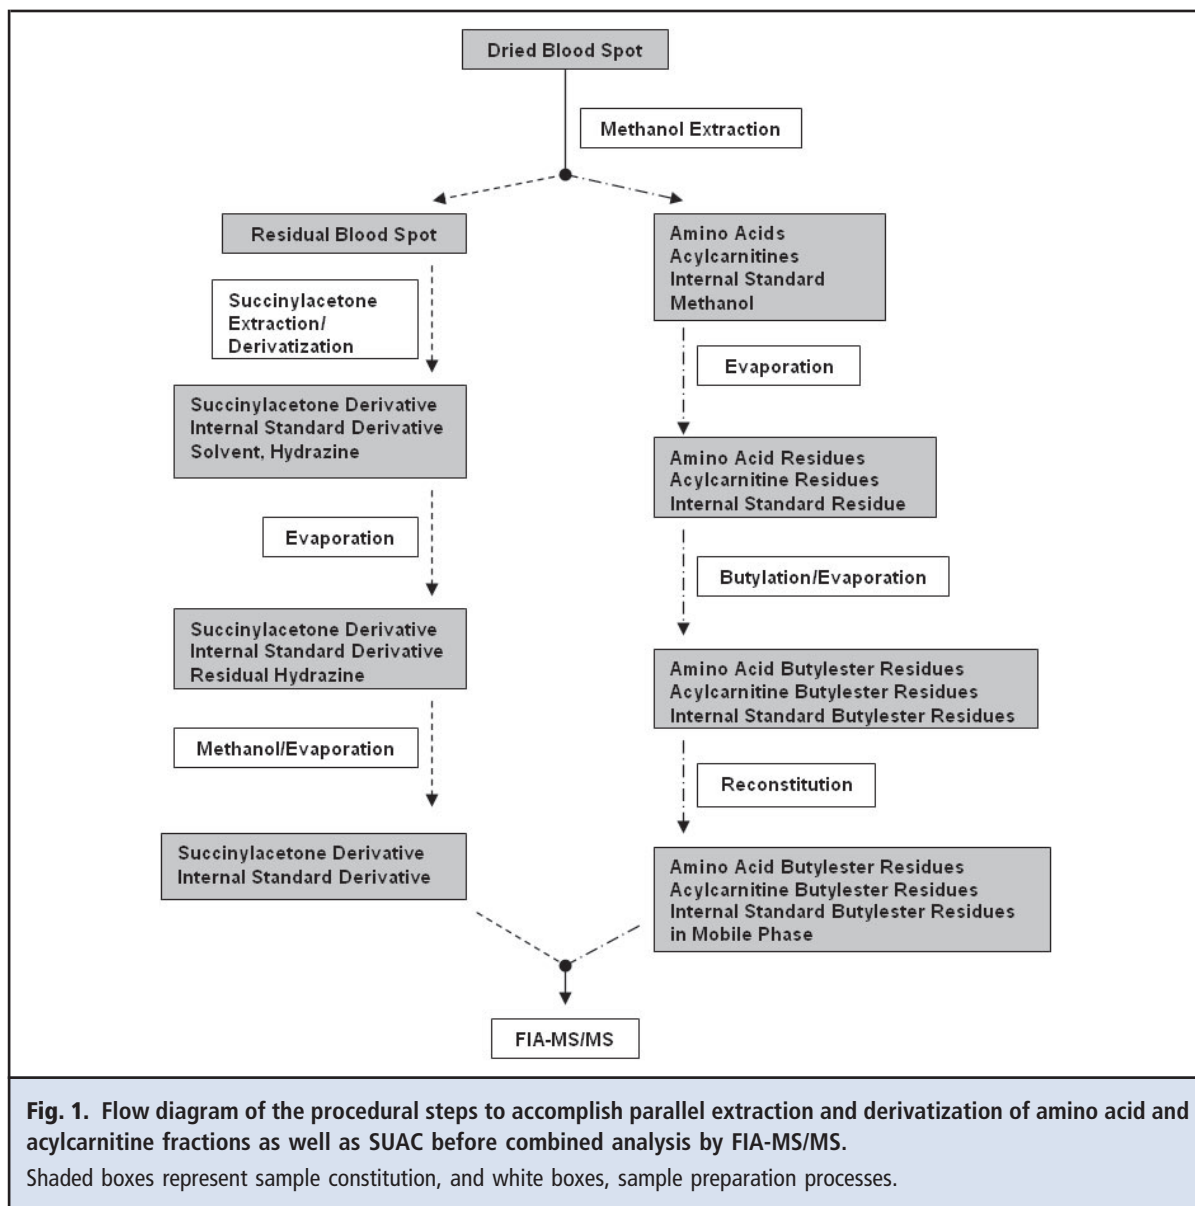 Dried Blood Spot
Methanol Extraction
Residual Blood Spot
Succinylacetone
Extraction/
Derivatization
Succinylacetone Derivative
Internal Standard Derivative
Solvent, Hydrazine
Evaporation
Succinylacetone Derivative
Internal Standard Derivative
Residual Hydrazine
Methanol/Evaporation
Succinylacetone Derivative
Internal Standard Derivative
Amino Acids
Acylcarnitines
Internal Standard
Methanol
Evaporation
Amino Acid Residues
Acylcarnitine Residues
Internal Standard Residue
Butylation/Evaporation
Amino Acid Butylester Residues
Acylcarnitine Butylester Residues
Internal Standard Butylester Residues
Reconstitution
Amino Acid Butylester Residues
Acylcarnitine Butylester Residues
Internal Standard Butylester Residues
in Mobile Phase
FIA-MS/MS
Fig. 1. Flow diagram of the procedural steps to accomplish parallel extraction and derivatization of amino acid and
acylcarnitine fractions as well as SUAC before combined analysis by FIA-MS/MS.
Shaded boxes represent sample constitution, and white boxes, sample preparation processes.